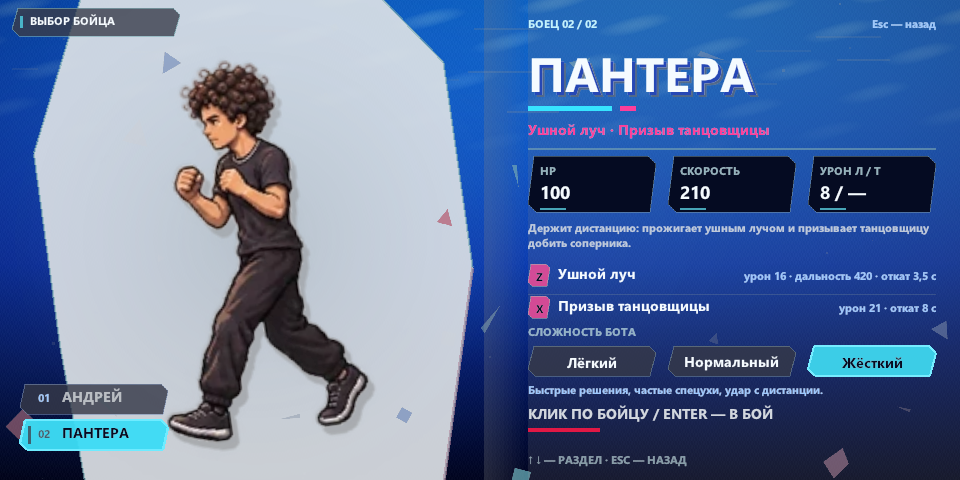 ВЫБОР БОЙЦА
01 АНДРЕЙ
02 ПАНТЕРА
БОЕЦ 02 / 02
Esc — назад
ПАНТЕРА
Ушной луч · Призыв танцовщицы
HP
100
СКОРОСТЬ
210
УРОН Л / Т
8 / —
Держит дистанцию: прожигает ушным лучом и призывает танцовщицу
добить соперника.
Z Ушной луч урон 16 · дальность 420 · откат 3,5 с
X Призыв танцовщицы урон 21 · откат 8 с
СЛОЖНОСТЬ БОТА
Лёгкий Нормальный Жёсткий
Быстрые решения, частые спецухи, удар с дистанции.
КЛИК ПО БОЙЦУ / ENTER — В БОЙ
↑ ↓ — РАЗДЕЛ · ESC — НАЗАД